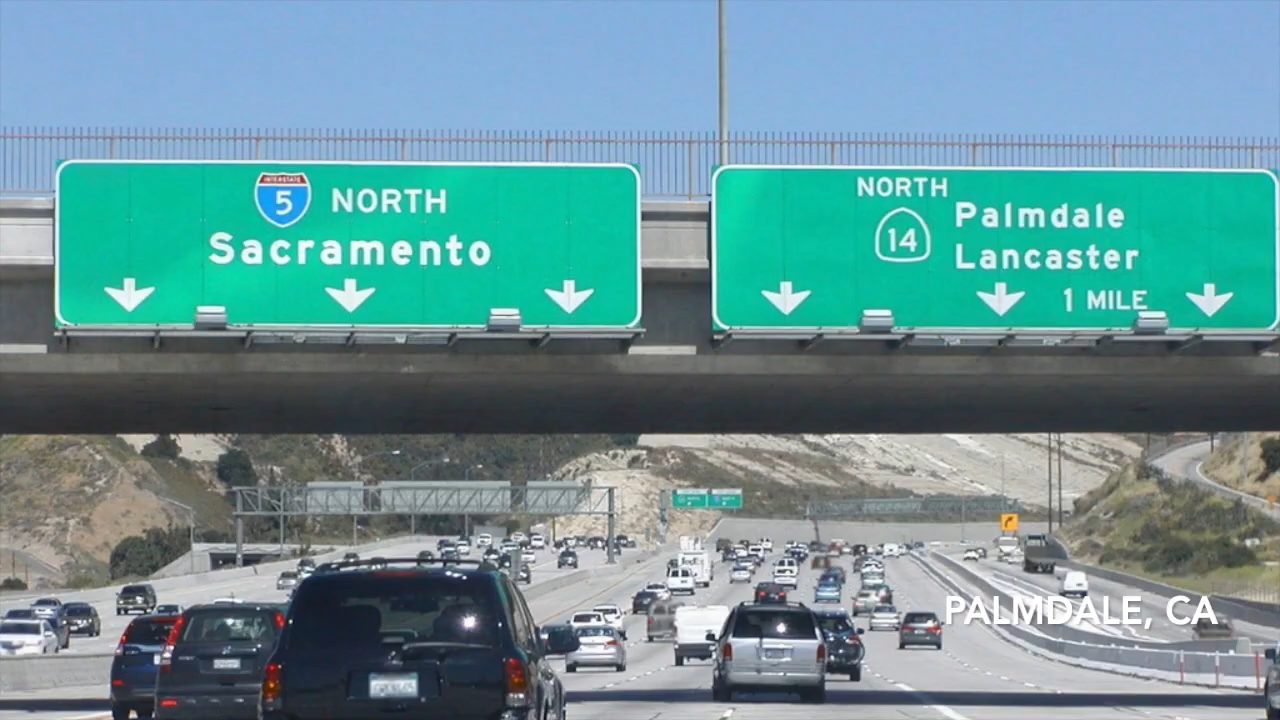 INTERSTATE
5 NORTH
Sacramento
NORTH
14 Palmdale
Lancaster
1 MILE
PALMDALE, CA